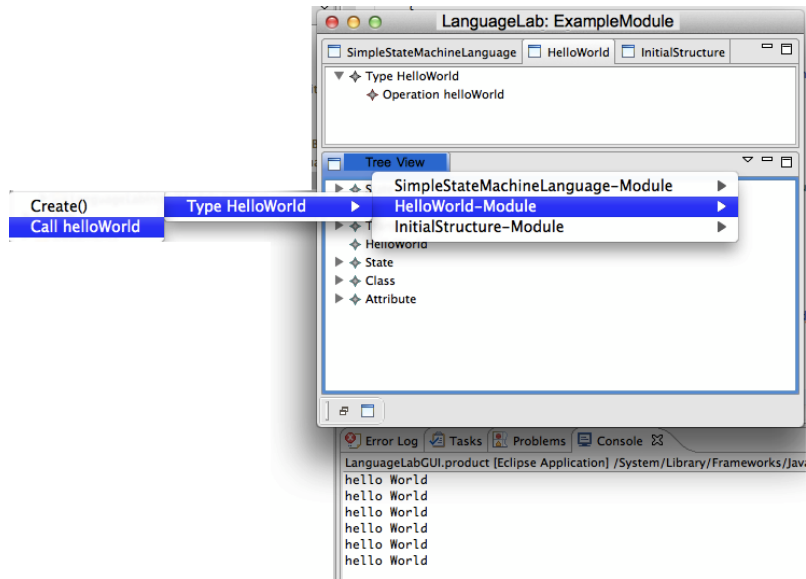 LanguageLab: ExampleModule
SimpleStateMachineLanguage HelloWorld InitialStructure
Type HelloWorld
Operation helloWorld
Tree View
SimpleStateMachineLanguage-Module
Create() Type HelloWorld HelloWorld-Module
Call helloWorld InitialStructure-Module
HelloWorld
State
Class
Attribute
Error Log Tasks Problems Console
LanguageLabGUI.product [Eclipse Application] /System/Library/Frameworks/Java
hello World
hello World
hello World
hello World
hello World
hello World